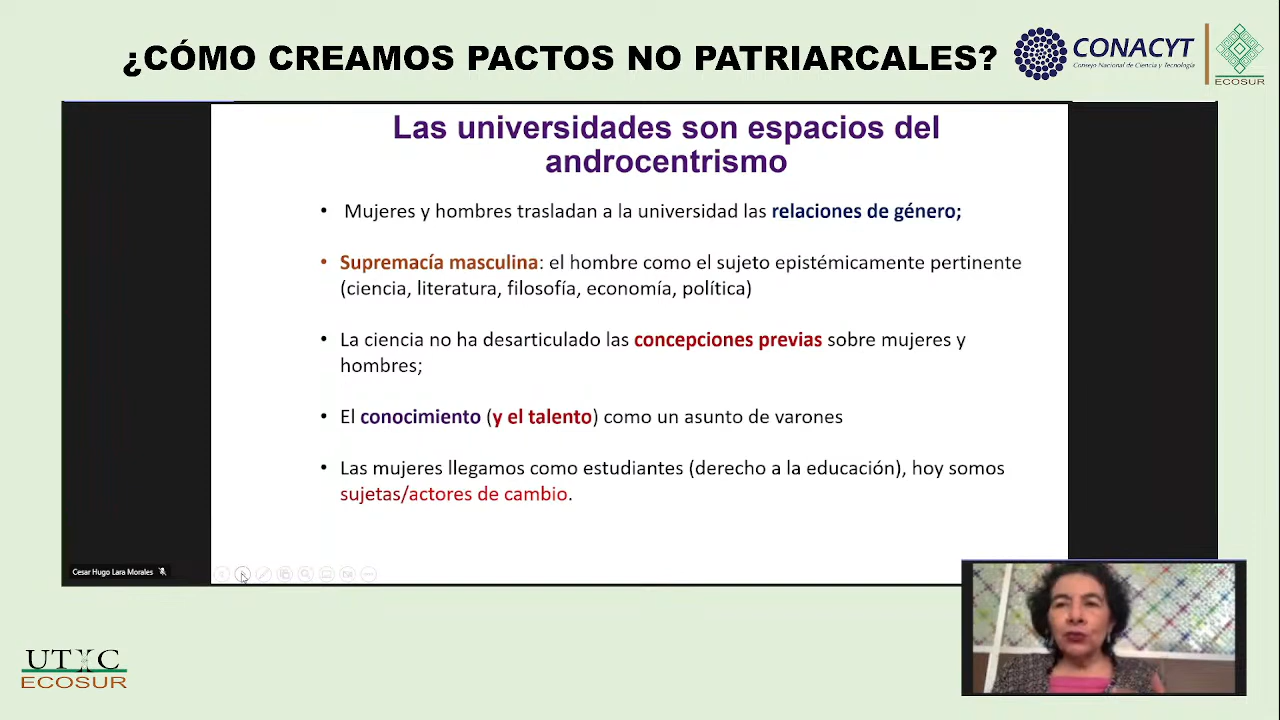 ¿CÓMO CREAMOS PACTOS NO PATRIARCALES?
CONACYT
Consejo Nacional de Ciencia y Tecnología
ECOSUR
Las universidades son espacios del
androcentrismo
• Mujeres y hombres trasladan a la universidad las relaciones de género;
• Supremacía masculina: el hombre como el sujeto epistémicamente pertinente
(ciencia, literatura, filosofía, economía, política)
• La ciencia no ha desarticulado las concepciones previas sobre mujeres y
hombres;
• El conocimiento (y el talento) como un asunto de varones
• Las mujeres llegamos como estudiantes (derecho a la educación), hoy somos
sujetas/actores de cambio.
Cesar Hugo Lara Morales
UTYC
ECOSUR